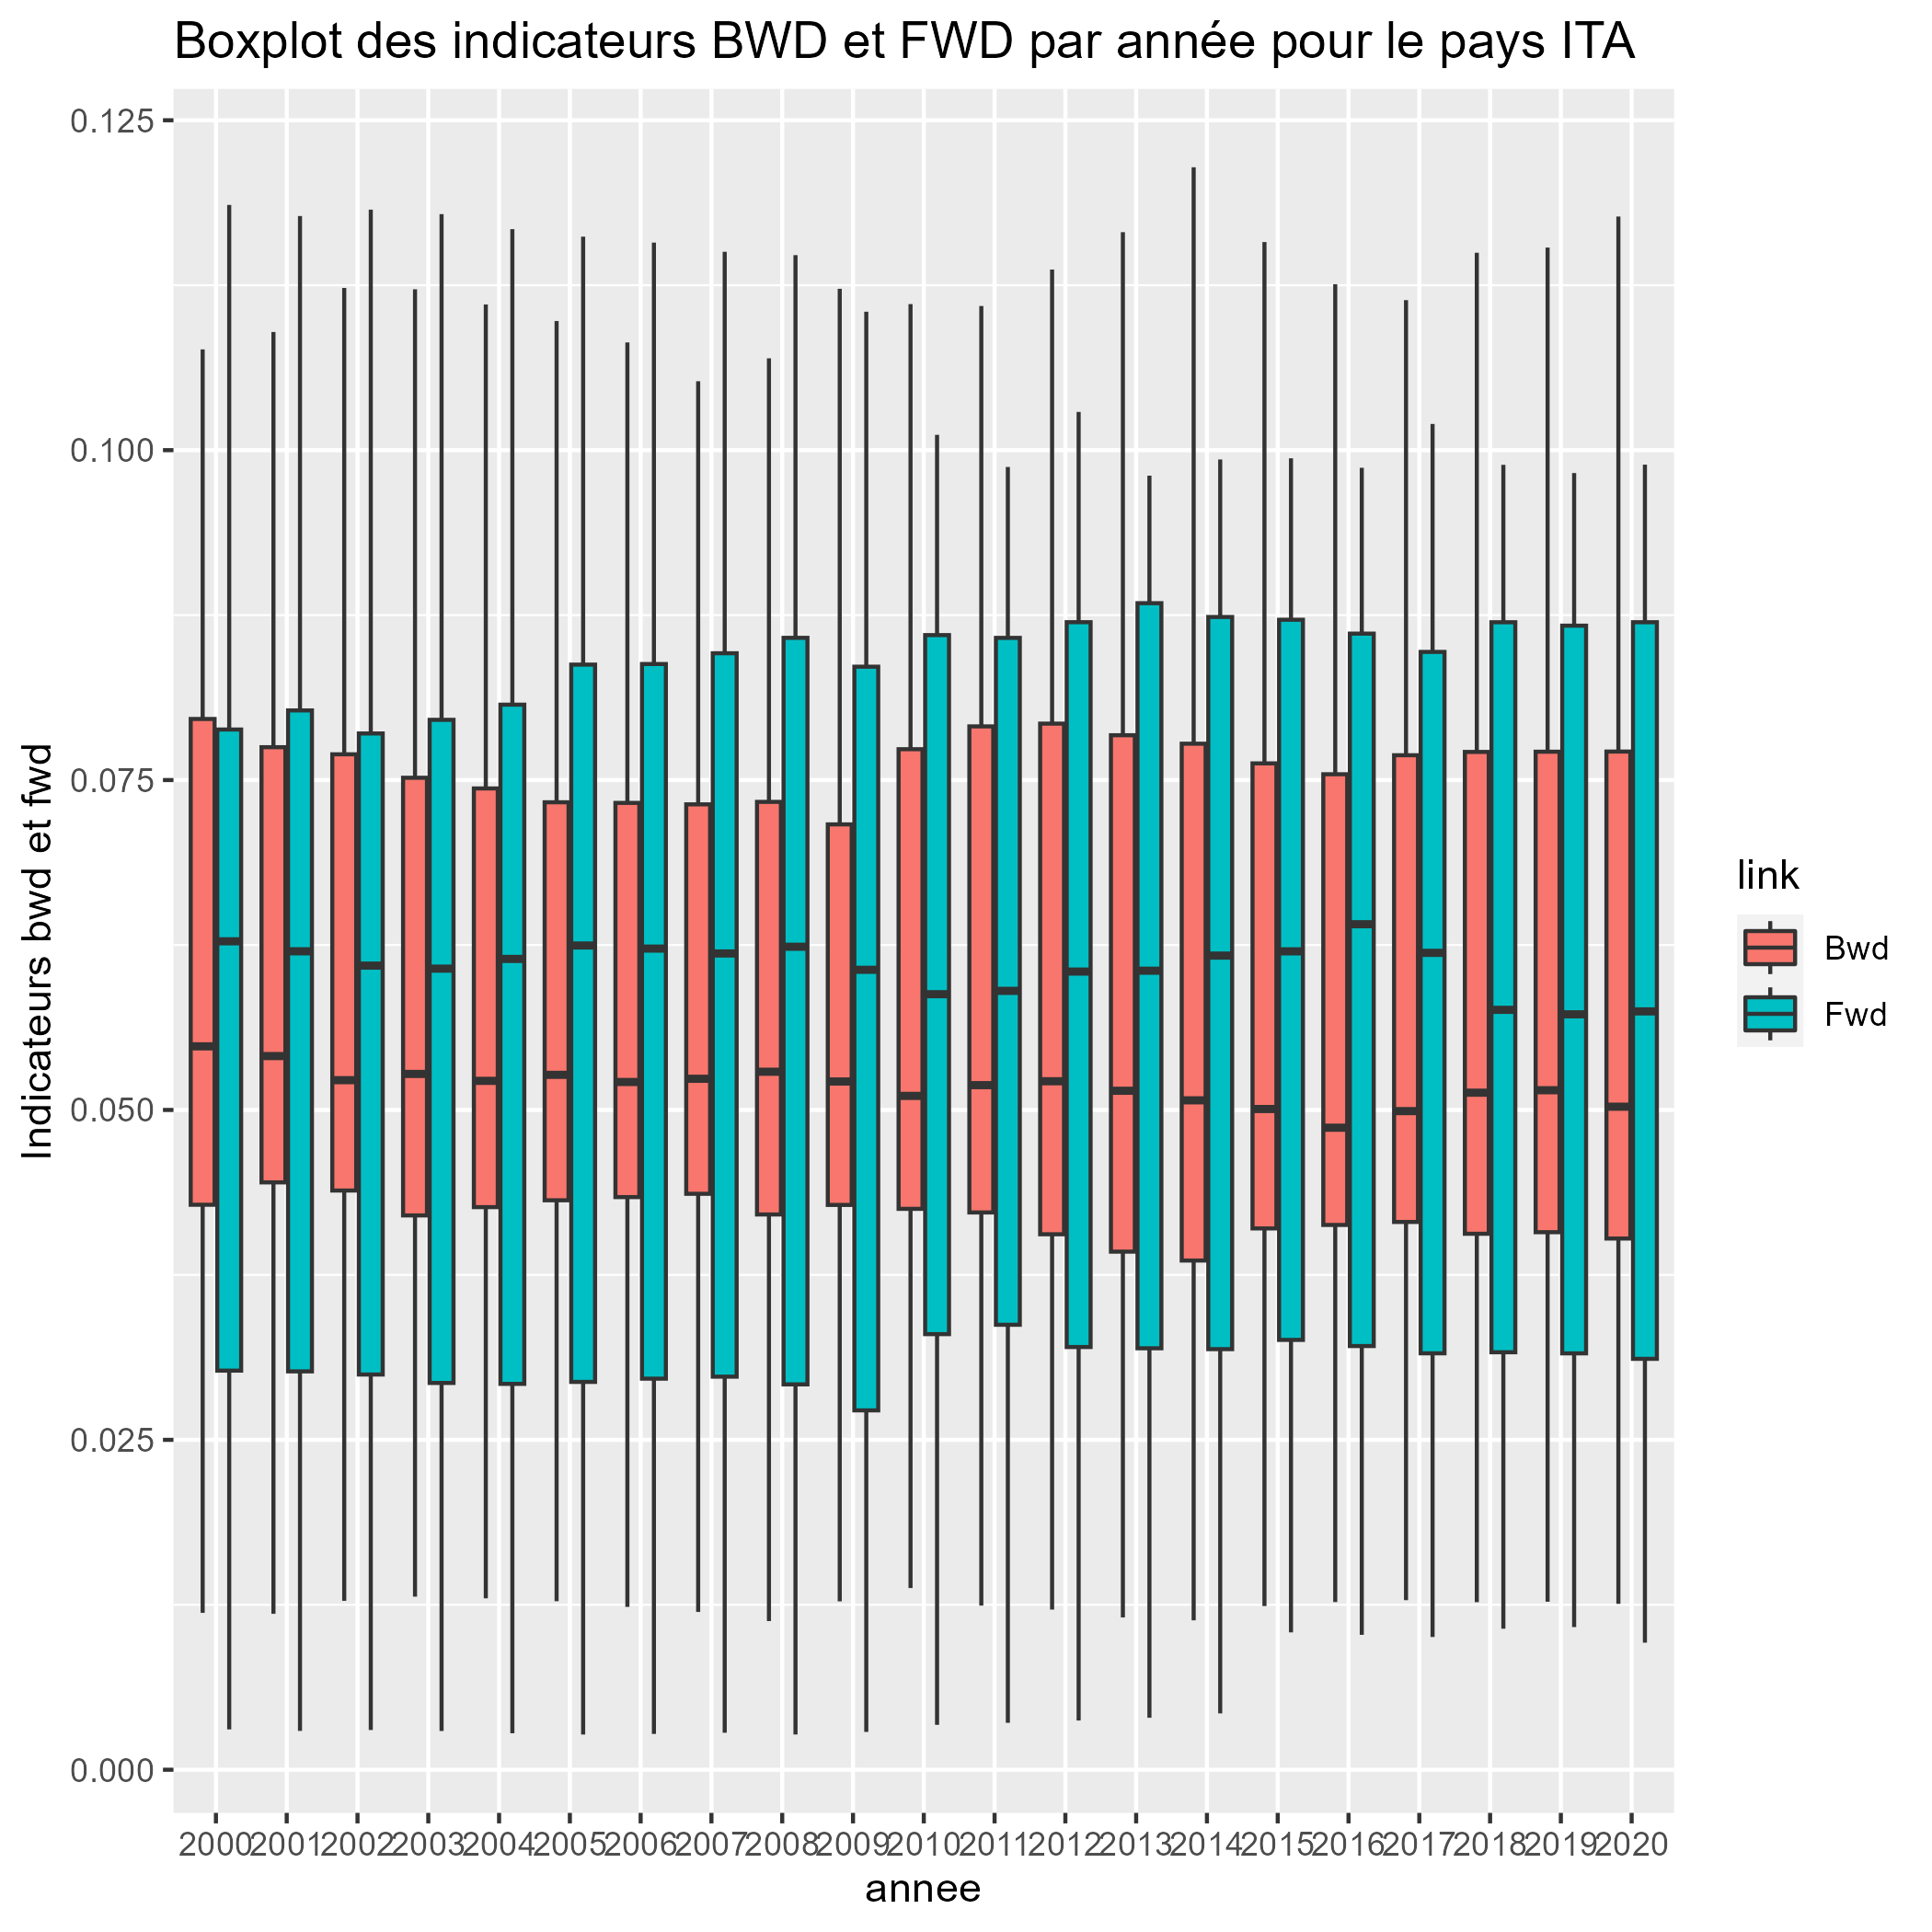 Boxplot des indicateurs BWD et FWD par année pour le pays ITA
0.125
0.100
0.075
0.050
0.025
0.000
Indicateurs bwd et fwd
2000 2001 2002 2003 2004 2005 2006 2007 2008 2009 2010 2011 2012 2013 2014 2015 2016 2017 2018 2019 2020
annee
link
Bwd
Fwd